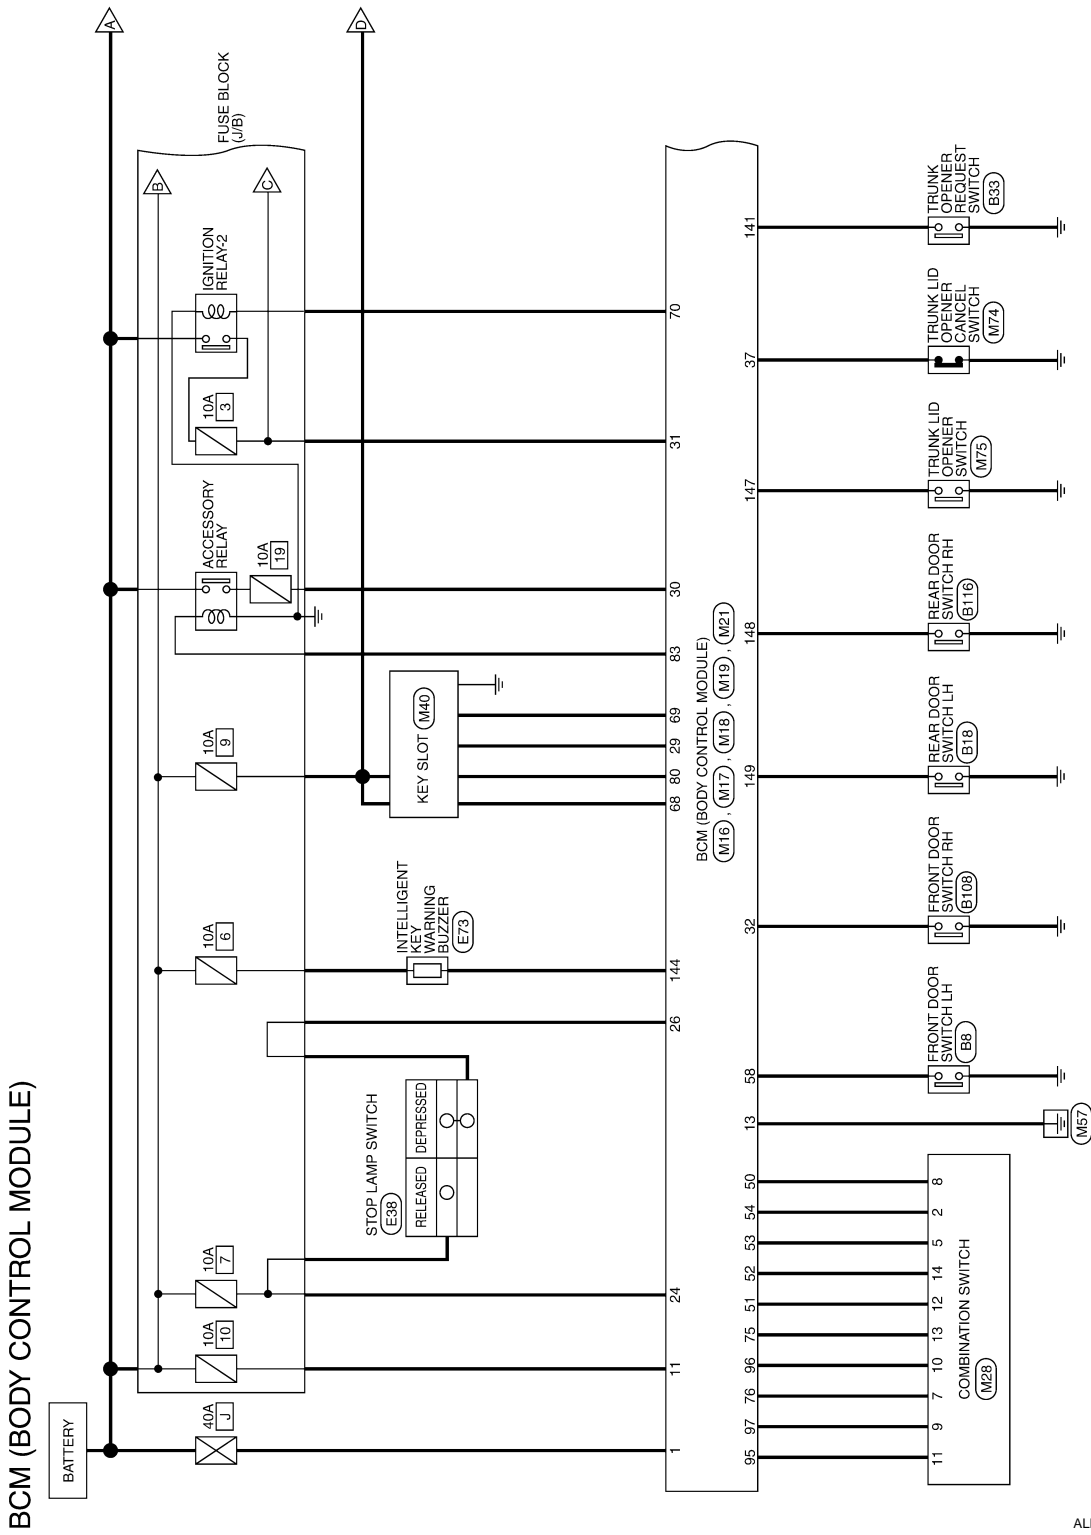 BCM (BODY CONTROL MODULE)
BATTERY
A
D
FUSE BLOCK
(J/B)
B
C
40A
J
10A
10
10A
7
10A
6
10A
9
ACCESSORY
RELAY
10A
19
10A
3
IGNITION
RELAY-2
STOP LAMP SWITCH
E38
RELEASED
DEPRESSED
INTELLIGENT
KEY
WARNING
BUZZER
E73
KEY SLOT
M40
1
11
24
26
144
68
80
29
69
83
30
31
70
BCM (BODY CONTROL MODULE)
M16 , M17 , M18 , M19 , M21
95
97
76
96
75
51
52
53
54
50
13
58
32
149
148
147
37
141
11
9
7
10
13
12
14
5
2
8
COMBINATION SWITCH
M28
M57
FRONT DOOR
SWITCH LH
B8
FRONT DOOR
SWITCH RH
B108
REAR DOOR
SWITCH LH
B18
REAR DOOR
SWITCH RH
B116
TRUNK LID
OPENER
SWITCH
M75
TRUNK LID
OPENER
CANCEL
SWITCH
M74
TRUNK
OPENER
REQUEST
SWITCH
B33